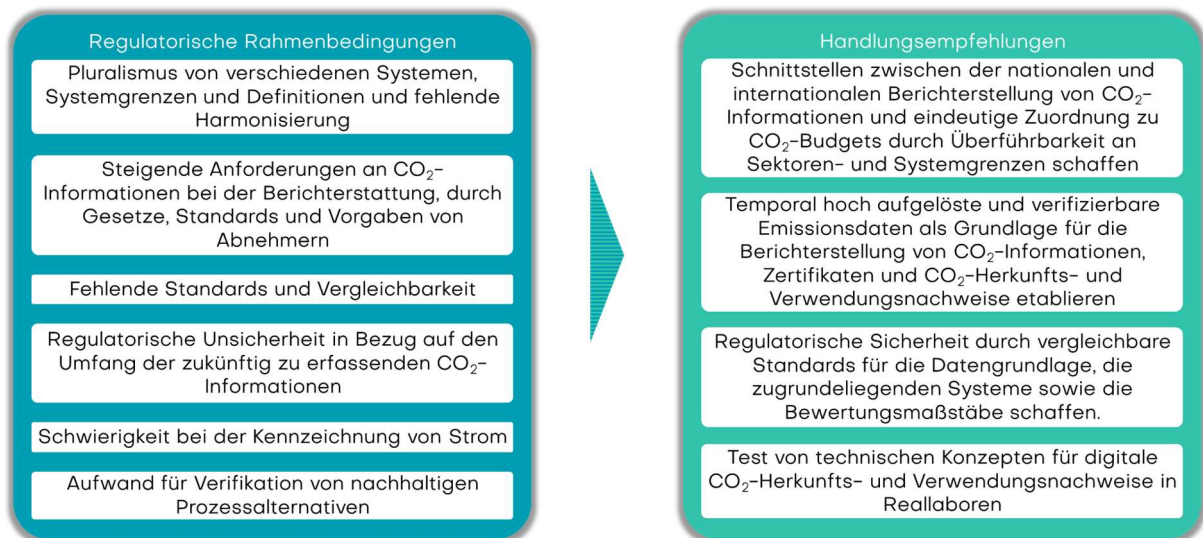 Regulatorische Rahmenbedingungen
Pluralismus von verschiedenen Systemen,
Systemgrenzen und Definitionen und fehlende
Harmonisierung
Steigende Anforderungen an CO₂-
Informationen bei der Berichterstattung, durch
Gesetze, Standards und Vorgaben von
Abnehmern
Fehlende Standards und Vergleichbarkeit
Regulatorische Unsicherheit in Bezug auf den
Umfang der zukünftig zu erfassenden CO₂-
Informationen
Schwierigkeit bei der Kennzeichnung von Strom
Aufwand für Verifikation von nachhaltigen
Prozessalternativen
Handlungsempfehlungen
Schnittstellen zwischen der nationalen und
internationalen Berichterstellung von CO₂-
Informationen und eindeutige Zuordnung zu
CO₂-Budgets durch Überführbarkeit an
Sektoren- und Systemgrenzen schaffen
Temporal hoch aufgelöste und verifizierbare
Emissionsdaten als Grundlage für die
Berichterstellung von CO₂-Informationen,
Zertifikaten und CO₂-Herkunfts- und
Verwendungsnachweise etablieren
Regulatorische Sicherheit durch vergleichbare
Standards für die Datengrundlage, die
zugrundeliegenden Systeme sowie die
Bewertungsmaßstäbe schaffen.
Test von technischen Konzepten für digitale
CO₂-Herkunfts- und Verwendungsnachweise in
Reallaboren